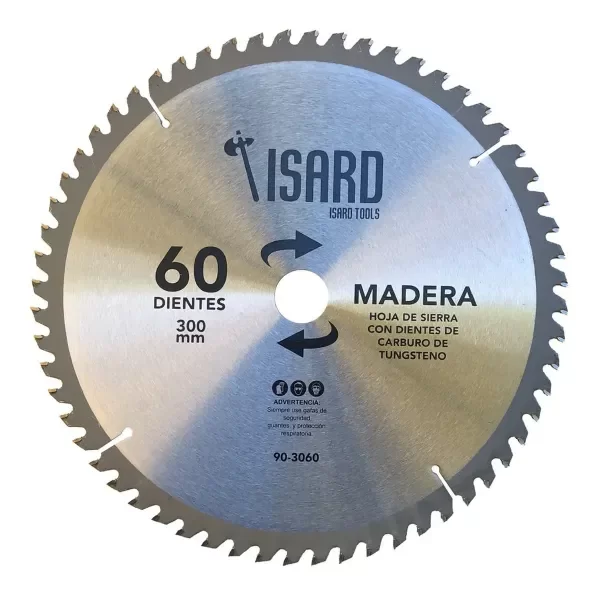 ISARD
ISARD TOOLS
60
DIENTES
300
mm
MADERA
HOJA DE SIERRA
CON DIENTES DE
CARBURO DE
TUNGSTENO
ADVERTENCIA:
Siempre use gafas de
seguridad,
guantes y protección
respiratoria.
90-3060